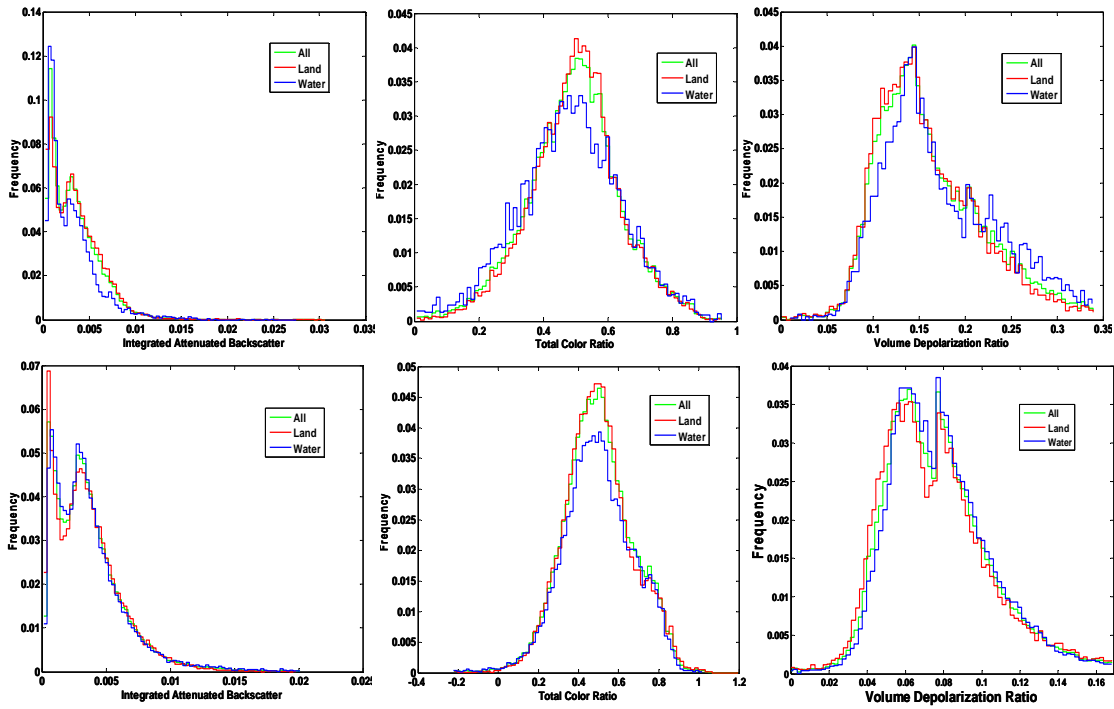 0.14
0.12
0.1
0.08
0.06
0.04
0.02
0
Frequency
All
Land
Water
0 0.005 0.01 0.015 0.02 0.025 0.03 0.035
Integrated Attenuated Backscatter
0.045
0.04
0.035
0.03
0.025
0.02
0.015
0.01
0.005
0
Frequency
All
Land
Water
0 0.2 0.4 0.6 0.8 1
Total Color Ratio
0.045
0.04
0.035
0.03
0.025
0.02
0.015
0.01
0.005
0
Frequency
All
Land
Water
0 0.05 0.1 0.15 0.2 0.25 0.3 0.35
Volume Depolarization Ratio
0.07
0.06
0.05
0.04
0.03
0.02
0.01
0
Frequency
All
Land
Water
0 0.005 0.01 0.015 0.02 0.025
Integrated Attenuated Backscatter
0.05
0.045
0.04
0.035
0.03
0.025
0.02
0.015
0.01
0.005
0
Frequency
All
Land
Water
-0.4 -0.2 0 0.2 0.4 0.6 0.8 1 1.2
Total Color Ratio
0.04
0.035
0.03
0.025
0.02
0.015
0.01
0.005
0
Frequency
All
Land
Water
0 0.02 0.04 0.06 0.08 0.1 0.12 0.14 0.16
Volume Depolarization Ratio